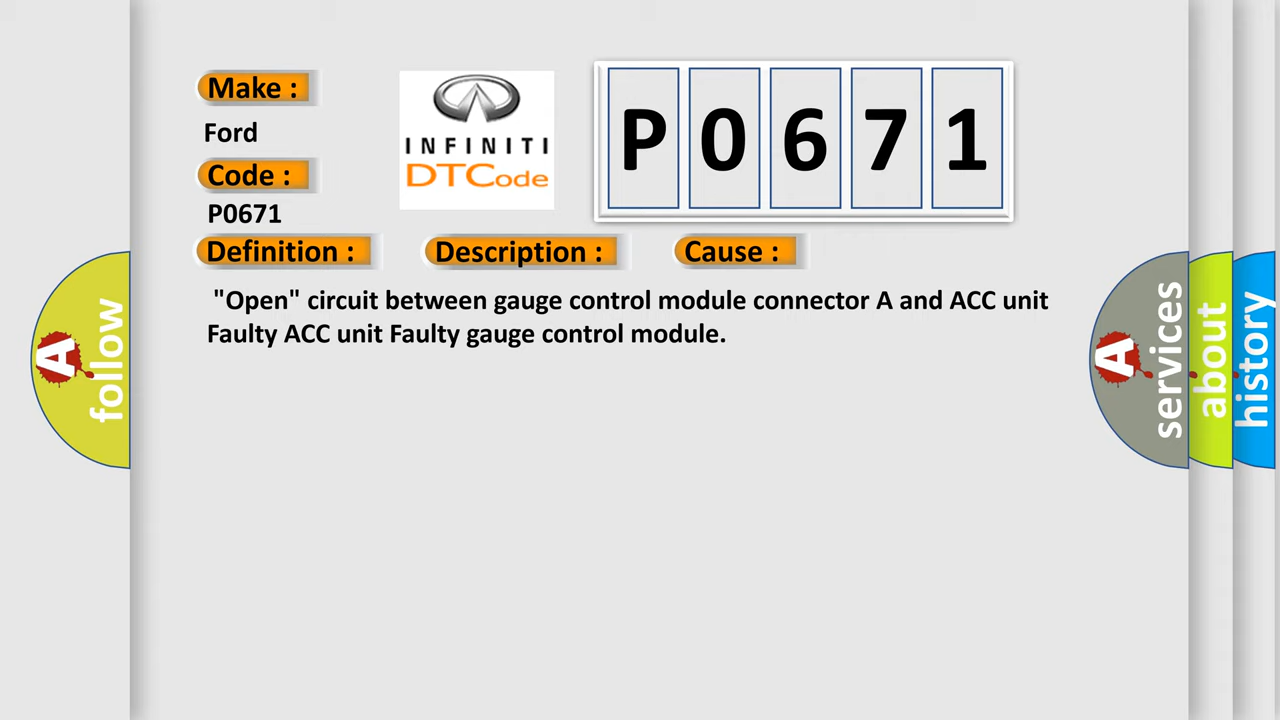 Make :
Ford
Code :
P0671
INFINITI
DTCode
P0671
Definition :
Description :
Cause :
"Open" circuit between gauge control module connector A and ACC unit
Faulty ACC unit Faulty gauge control module.
A
follow
A
services
about
history